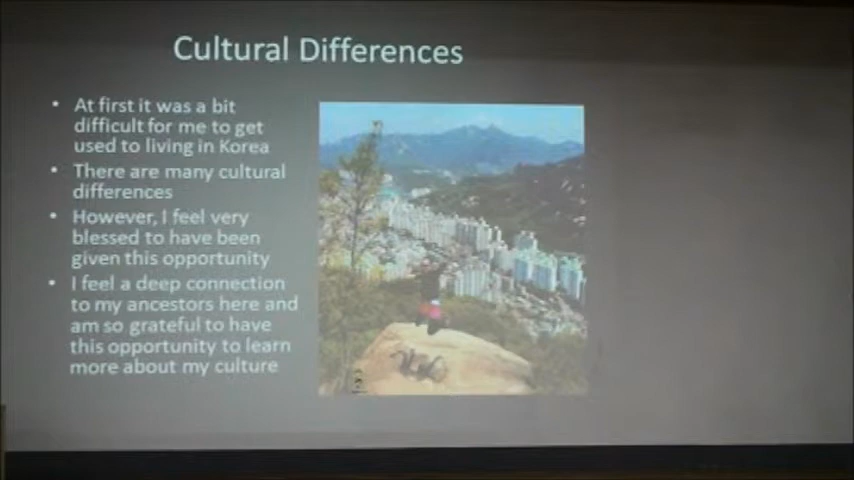 Cultural Differences
• At first it was a bit
difficult for me to get
used to living in Korea
• There are many cultural
differences
• However, I feel very
blessed to have been
given this opportunity
• I feel a deep connection
to my ancestors here and
am so grateful to have
this opportunity to learn
more about my culture